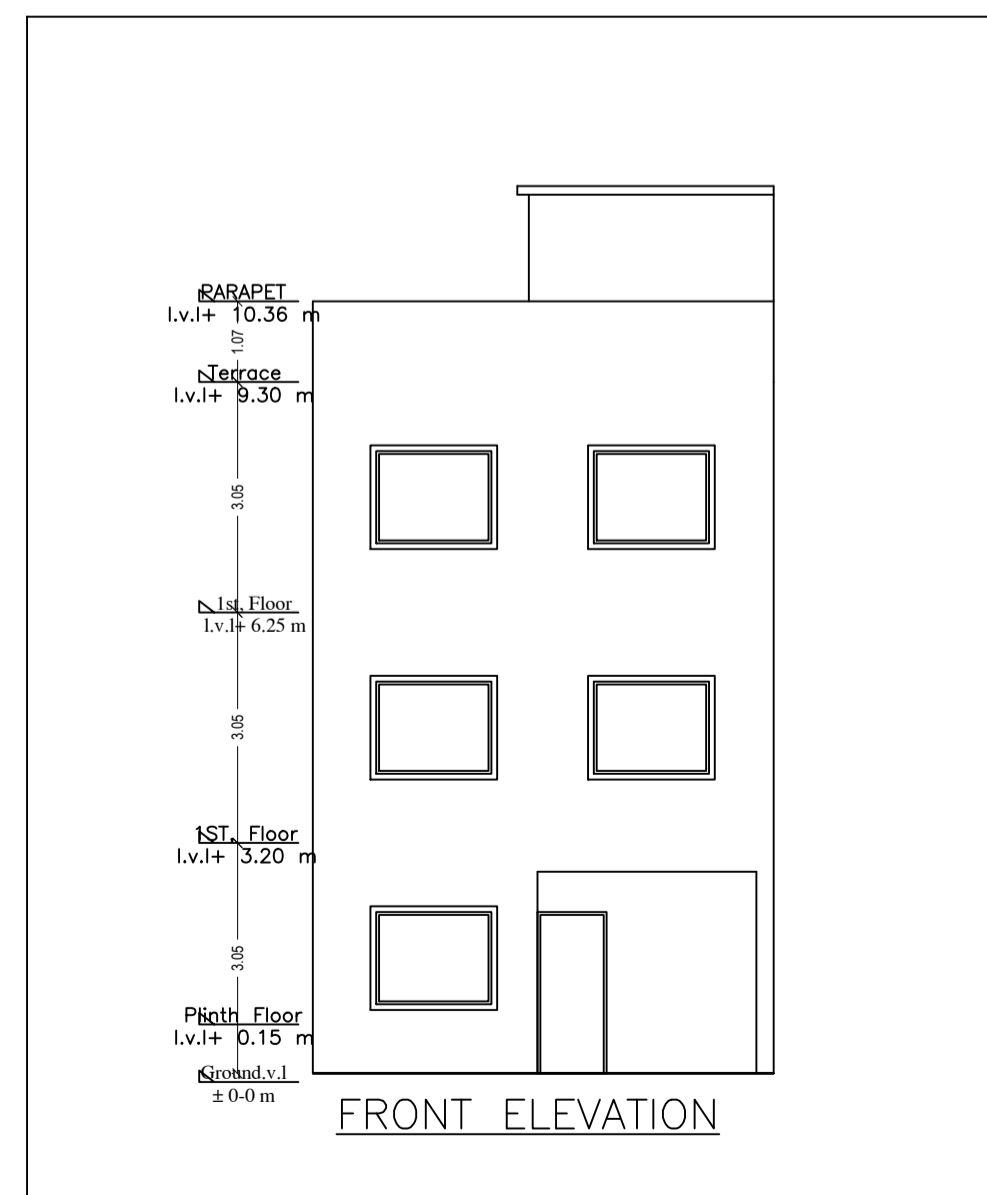 PARAPET
l.v.l+ 10.36 m
1.07
Terrace
l.v.l+ 9.30 m
3.05
1st, Floor
l.v.l+ 6.25 m
3.05
1ST, Floor
l.v.l+ 3.20 m
3.05
Plinth Floor
l.v.l+ 0.15 m
Ground.v.l
± 0-0 m
FRONT ELEVATION